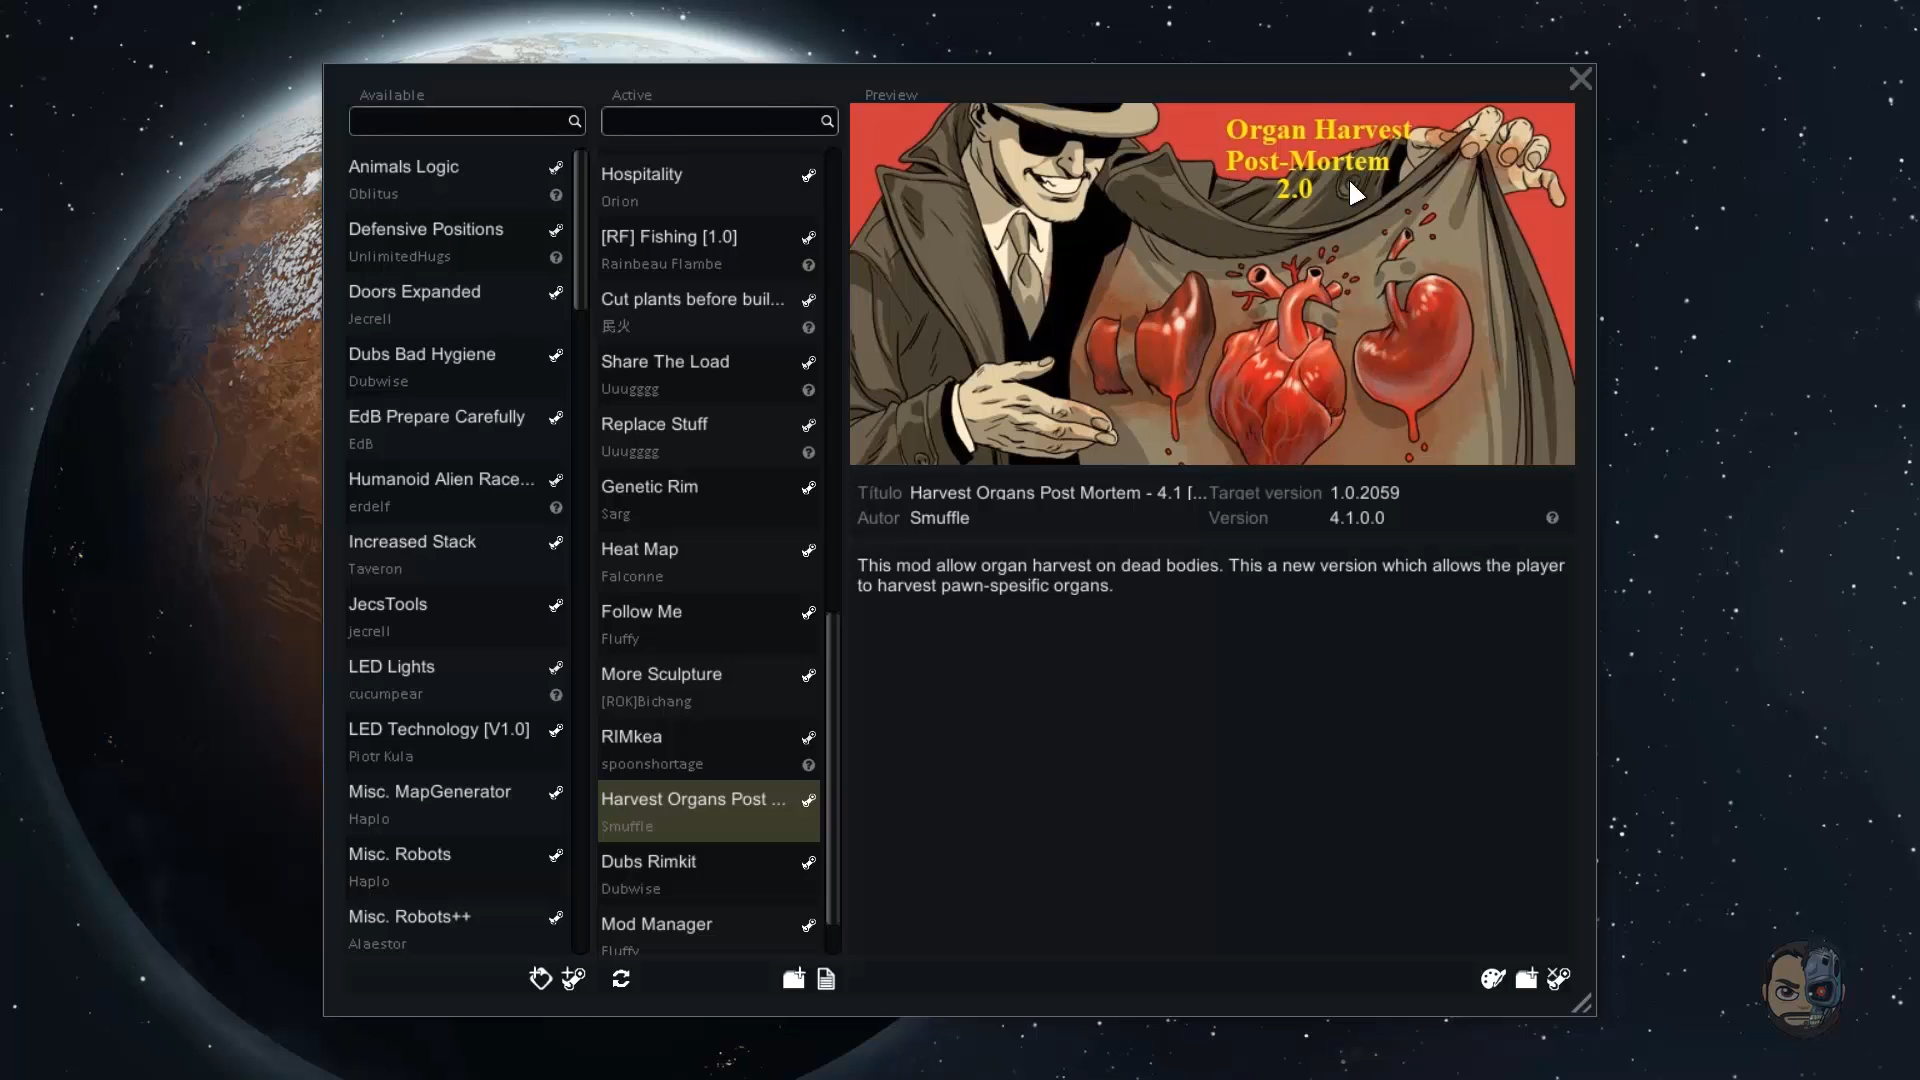 Available
Animals Logic
Oblitus
Defensive Positions
UnlimitedHugs
Doors Expanded
Jecrell
Dubs Bad Hygiene
Dubwise
EdB Prepare Carefully
EdB
Humanoid Alien Race...
erdelf
Increased Stack
Taveron
JecsTools
jecrell
LED Lights
cucumpear
LED Technology [V1.0]
Piotr Kula
Misc. MapGenerator
Haplo
Misc. Robots
Haplo
Misc. Robots++
Alaestor
Active
Hospitality
Orion
[RF] Fishing [1.0]
Rainbeau Flambe
Cut plants before buil...
民火
Share The Load
Uuugggg
Replace Stuff
Uuugggg
Genetic Rim
Sarg
Heat Map
Falconne
Follow Me
Fluffy
More Sculpture
[ROK]Bichang
RIMkea
spoonshortage
Harvest Organs Post ...
Smuffle
Dubs Rimkit
Dubwise
Mod Manager
Fluffy
Preview
Organ Harvest
Post-Mortem
2.0
Título Harvest Organs Post Mortem - 4.1 [... Target version 1.0.2059
Autor Smuffle Version 4.1.0.0
This mod allow organ harvest on dead bodies. This a new version which allows the player
to harvest pawn-spesific organs.